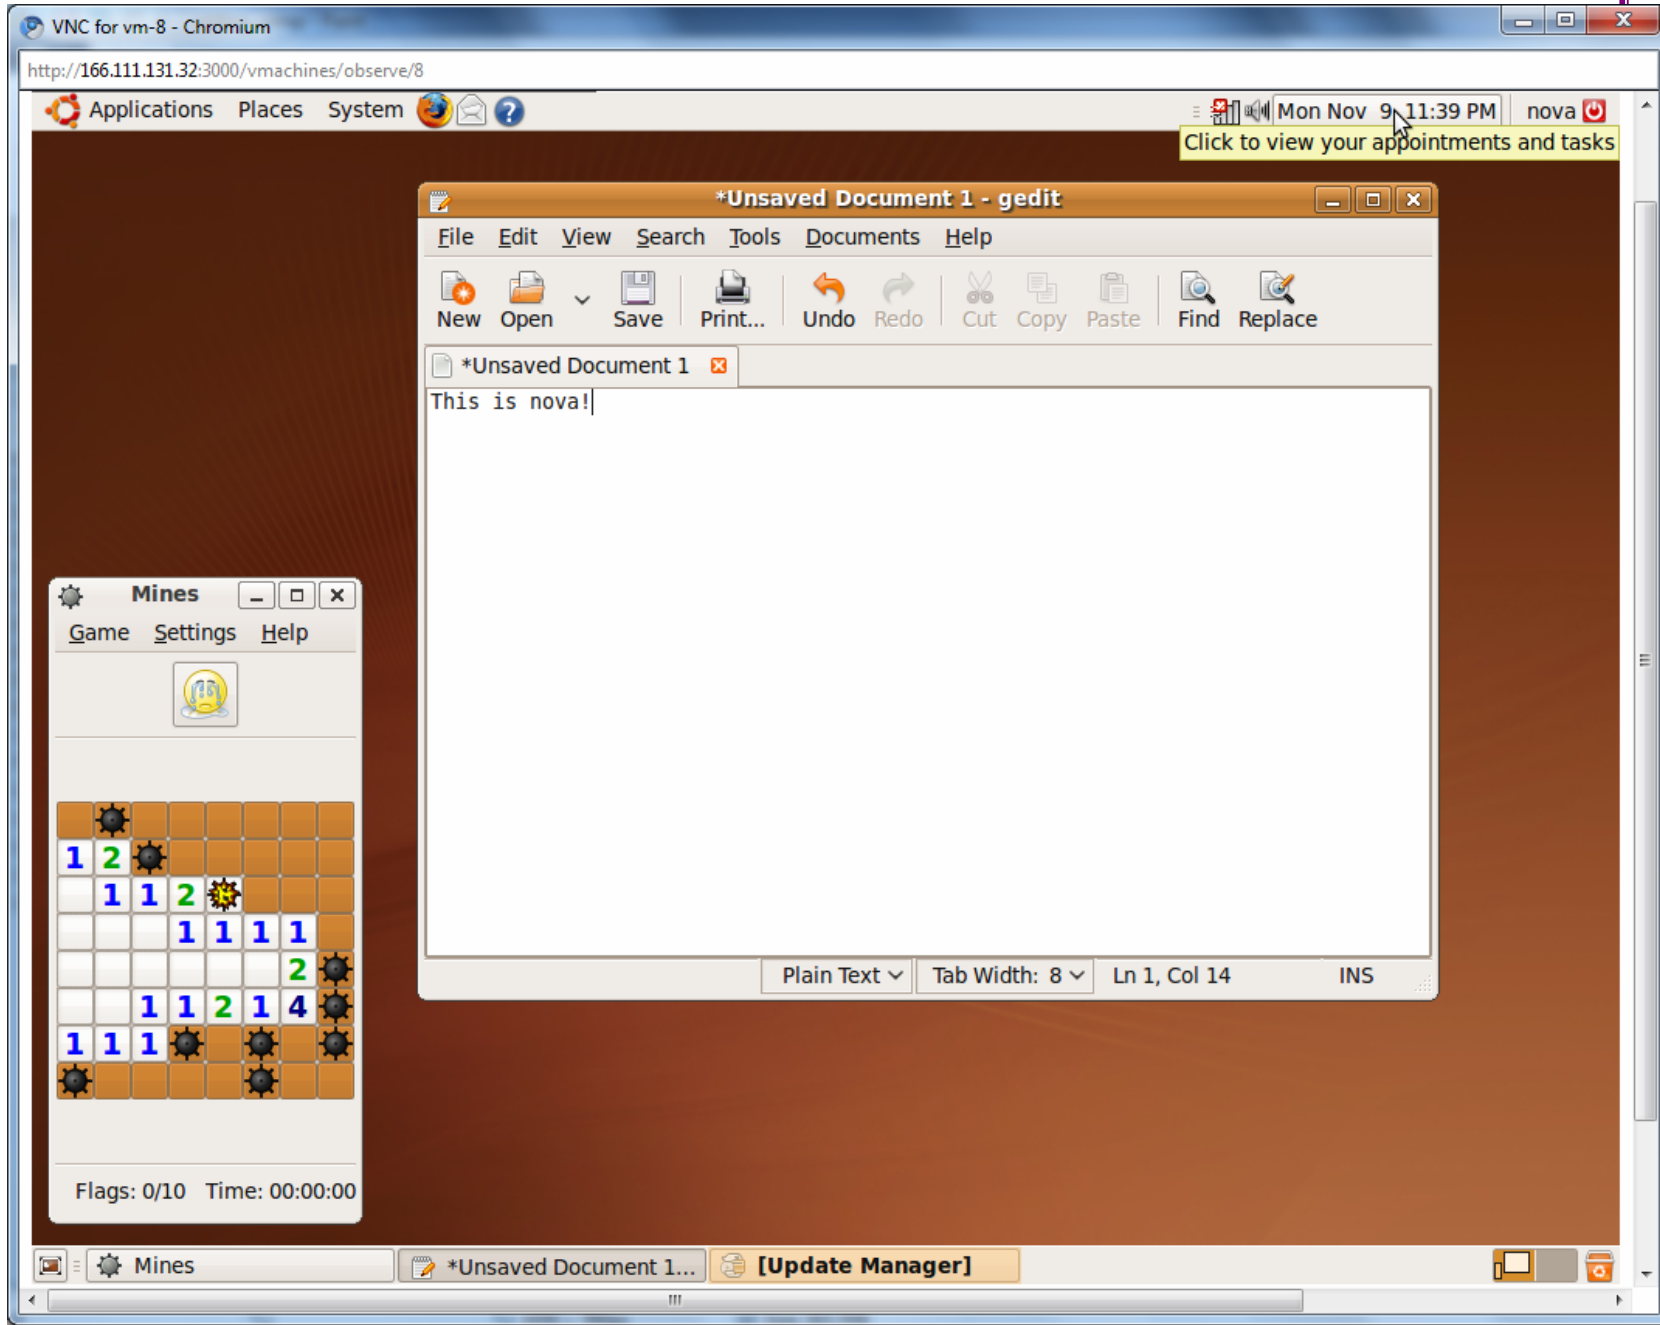 VNC for vm-8 - Chromium
http://166.111.131.32:3000/vmachines/observe/8
Applications Places System
Mon Nov 9, 11:39 PM nova
Click to view your appointments and tasks
*Unsaved Document 1 - gedit
File Edit View Search Tools Documents Help
New Open Save Print... Undo Redo Cut Copy Paste Find Replace
*Unsaved Document 1
This is nova!
Plain Text Tab Width: 8 Ln 1, Col 14 INS
Mines
Game Settings Help
1 2
1 1 2
1 1 1 1
2
1 1 2 1 4
1 1 1
Flags: 0/10 Time: 00:00:00
Mines *Unsaved Document 1... [Update Manager]